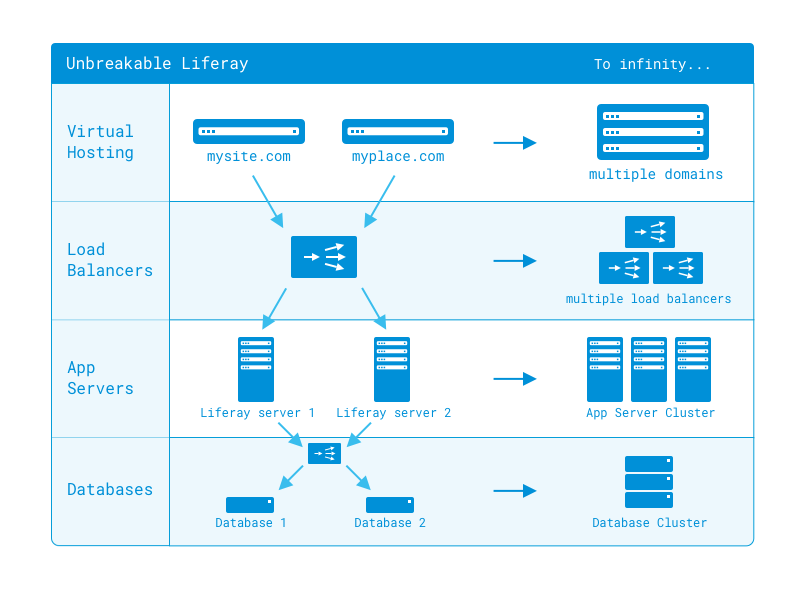 Unbreakable Liferay
To infinity...
Virtual
Hosting
mysite.com
myplace.com
multiple domains
Load
Balancers
multiple load balancers
App
Servers
Liferay server 1
Liferay server 2
App Server Cluster
Databases
Database 1
Database 2
Database Cluster